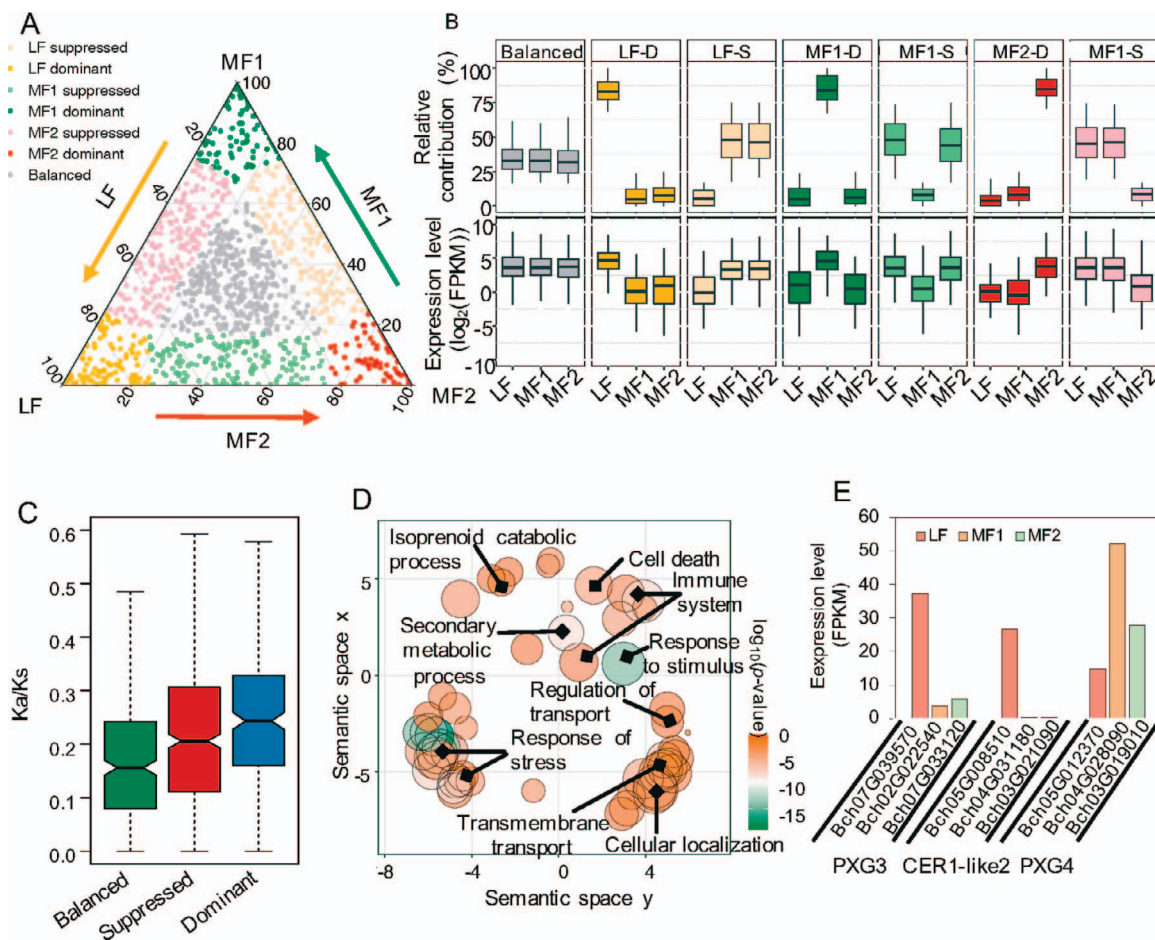 A
LF suppressed
LF dominant
MF1 suppressed
MF1 dominant
MF2 suppressed
MF2 dominant
Balanced
MF1
100
20
80
40
60
60
40
80
20
100
LF
MF1
LF
20
40
60
80
100
MF2
MF2
B
Balanced
LF-D
LF-S
MF1-D
MF1-S
MF2-D
MF1-S
Relative
contribution (%)
100
75
50
25
0
Expression level
(log2(FPKM))
10
5
0
-5
-10
LF MF1 MF2
LF MF1 MF2
LF MF1 MF2
LF MF1 MF2
LF MF1 MF2
LF MF1 MF2
LF MF1 MF2
C
Ka/Ks
0.6
0.5
0.4
0.3
0.2
0.1
0.0
Balanced
Suppressed
Dominant
D
Isoprenoid catabolic
process
Cell death
Immune
system
Secondary
metabolic
process
Response
to stimulus
Regulation of
transport
Response of
stress
Transmembrane
transport
Cellular localization
Semantic space x
5
0
-5
-8
-4
0
4
Semantic space y
log10(p-value)
0
-5
-10
-15
E
Eexpression level
(FPKM)
60
50
40
30
20
10
0
LF MF1 MF2
Bch07G039570
Bch02G022540
Bch07G033120
Bch05G008510
Bch04G031180
Bch03G021090
Bch05G012370
Bch04G028090
Bch03G019010
PXG3 CER1-like2 PXG4